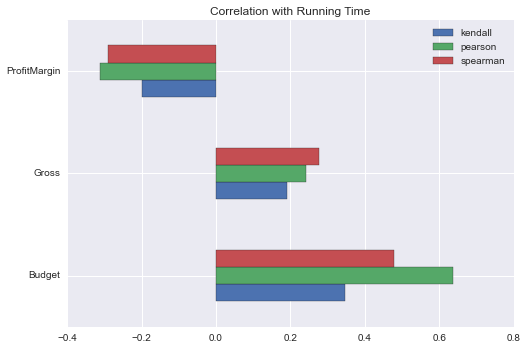 Correlation with Running Time
kendall
pearson
spearman
ProfitMargin
Gross
Budget
−0.4 −0.2 0.0 0.2 0.4 0.6 0.8